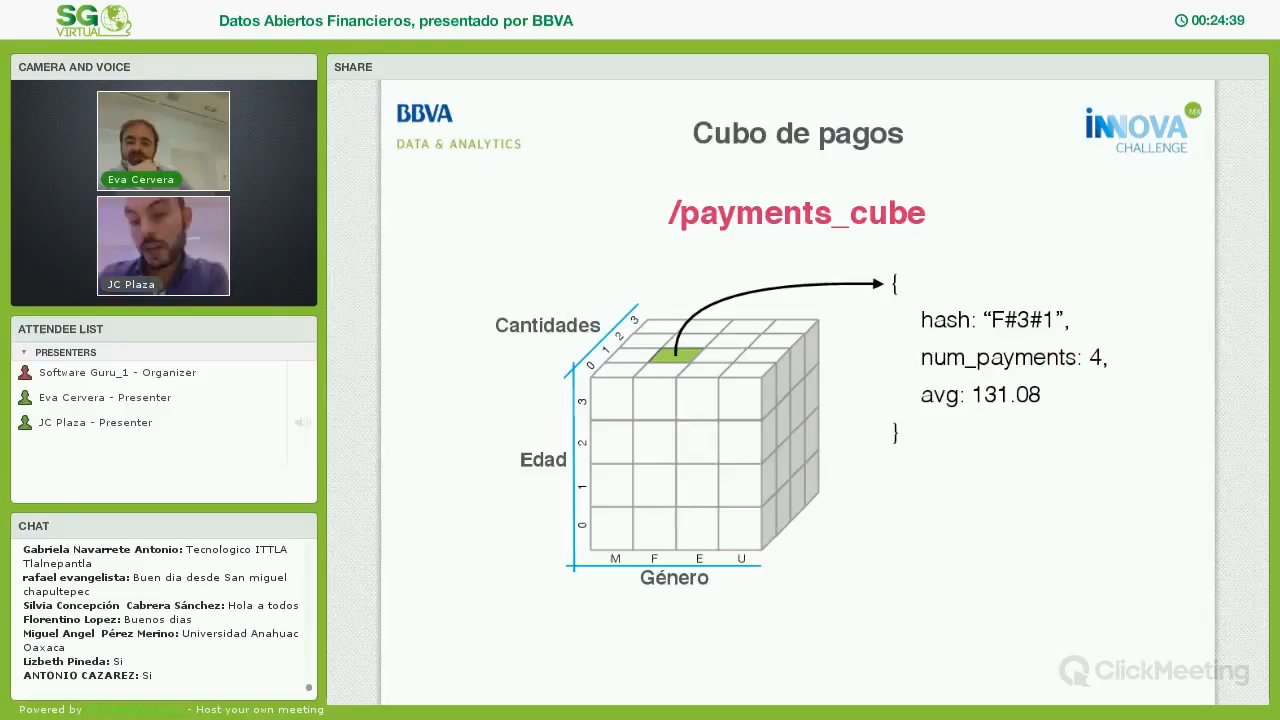 SG
VIRTUAL
Datos Abiertos Financieros, presentado por BBVA
00:24:39
CAMERA AND VOICE
Eva Cervera
JC Plaza
ATTENDEE LIST
PRESENTERS
Software Guru_1 - Organizer
Eva Cervera - Presenter
JC Plaza - Presenter
CHAT
Gabriela Navarrete Antonio: Tecnologico ITTLA
Tlalnepantla
rafael evangelista: Buen dia desde San miguel
chapultepec
Silvia Concepción Cabrera Sánchez: Hola a todos
Florentino Lopez: Buenos dias
Miguel Angel Pérez Merino: Universidad Anahuac
Oaxaca
Lizbeth Pineda: Si
ANTONIO CAZAREZ: Si
Powered by - Host your own meeting
SHARE
BBVA
DATA & ANALYTICS
Cubo de pagos
INNOVA
CHALLENGE
/payments_cube
Cantidades
0 1 2 3
Edad
3
2
1
0
M F E U
Género
{
hash: “F#3#1”,
num_payments: 4,
avg: 131.08
}
ClickMeeting